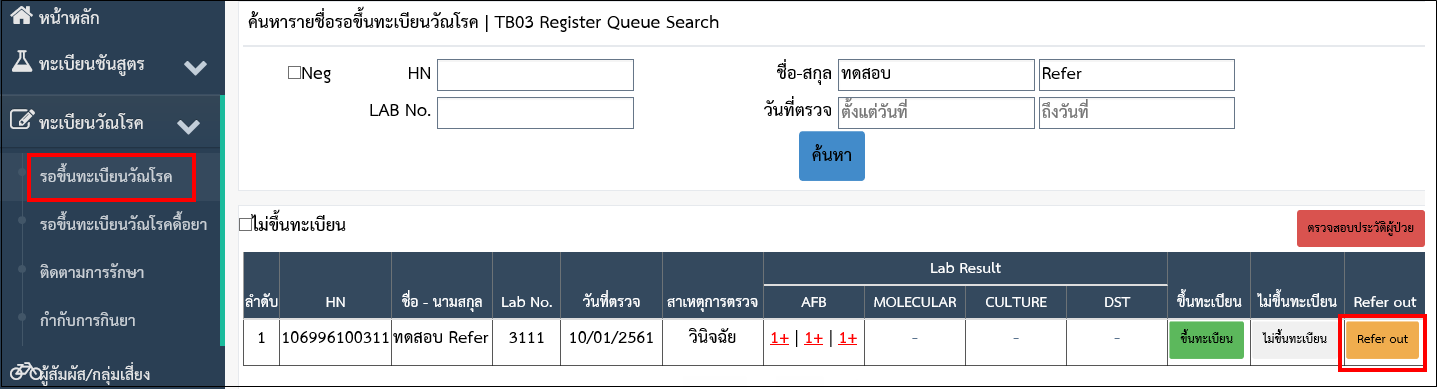 หน้าหลัก
ทะเบียนชันสูตร
ทะเบียนวัณโรค
รอขึ้นทะเบียนวัณโรค
รอขึ้นทะเบียนวัณโรคดื้อยา
ติดตามการรักษา
กำกับการกินยา
ผู้สัมผัส/กลุ่มเสี่ยง
ค้นหารายชื่อรอขึ้นทะเบียนวัณโรค | TB03 Register Queue Search
Neg HN ชื่อ-สกุล ทดสอบ Refer
LAB No. วันที่ตรวจ ตั้งแต่วันที่ ถึงวันที่
ค้นหา
ไม่ขึ้นทะเบียน ตรวจสอบประวัติผู้ป่วย
Lab Result
ลำดับ HN ชื่อ - นามสกุล Lab No. วันที่ตรวจ สาเหตุการตรวจ AFB MOLECULAR CULTURE DST ขึ้นทะเบียน ไม่ขึ้นทะเบียน Refer out
1 106996100311 ทดสอบ Refer 3111 10/01/2561 วินิจฉัย 1+ | 1+ | 1+ - - - ขึ้นทะเบียน ไม่ขึ้นทะเบียน Refer out